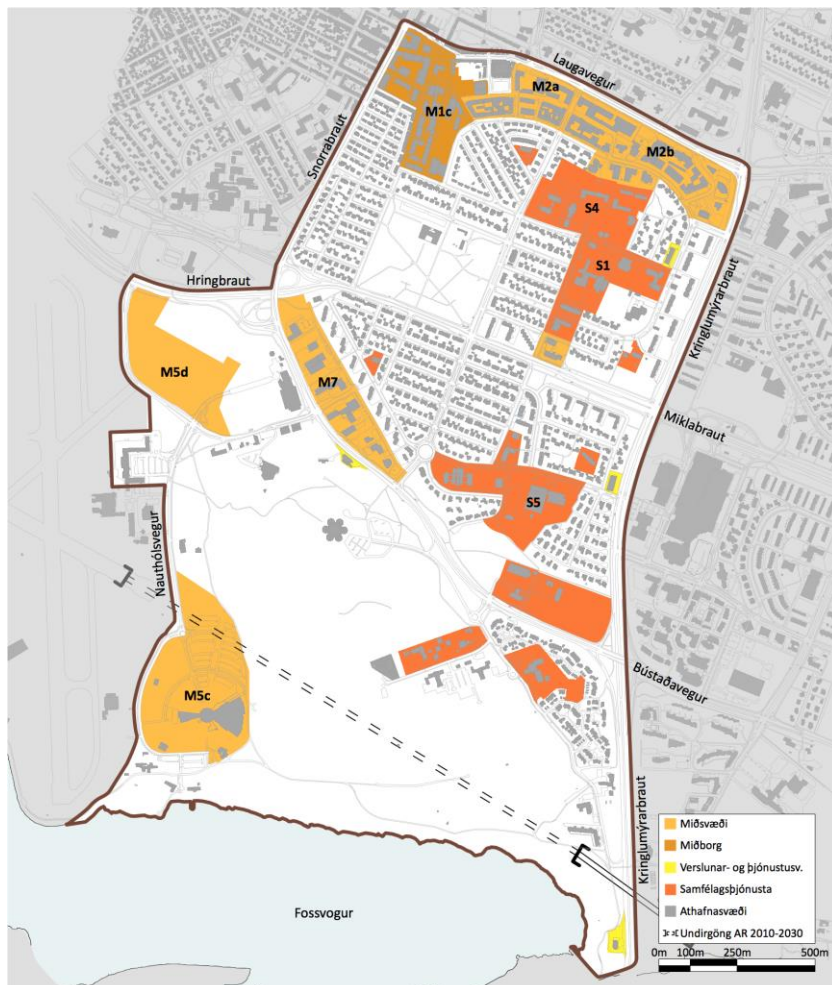 Laugavegur
M2a
M1c
M2b
Snorrabraut
S4
S1
Hringbraut
Kringlumýrarbraut
M5d
M7
Miklabraut
S5
Nauthólsvegur
M5c
Bústaðavegur
Kringlumýrarbraut
Fossvogur
Miðsvæði
Miðborg
Verslunar- og þjónustusv.
Samfélagsþjónusta
Athafnasvæði
Undirgöng AR 2010-2030
0m 100m 250m 500m